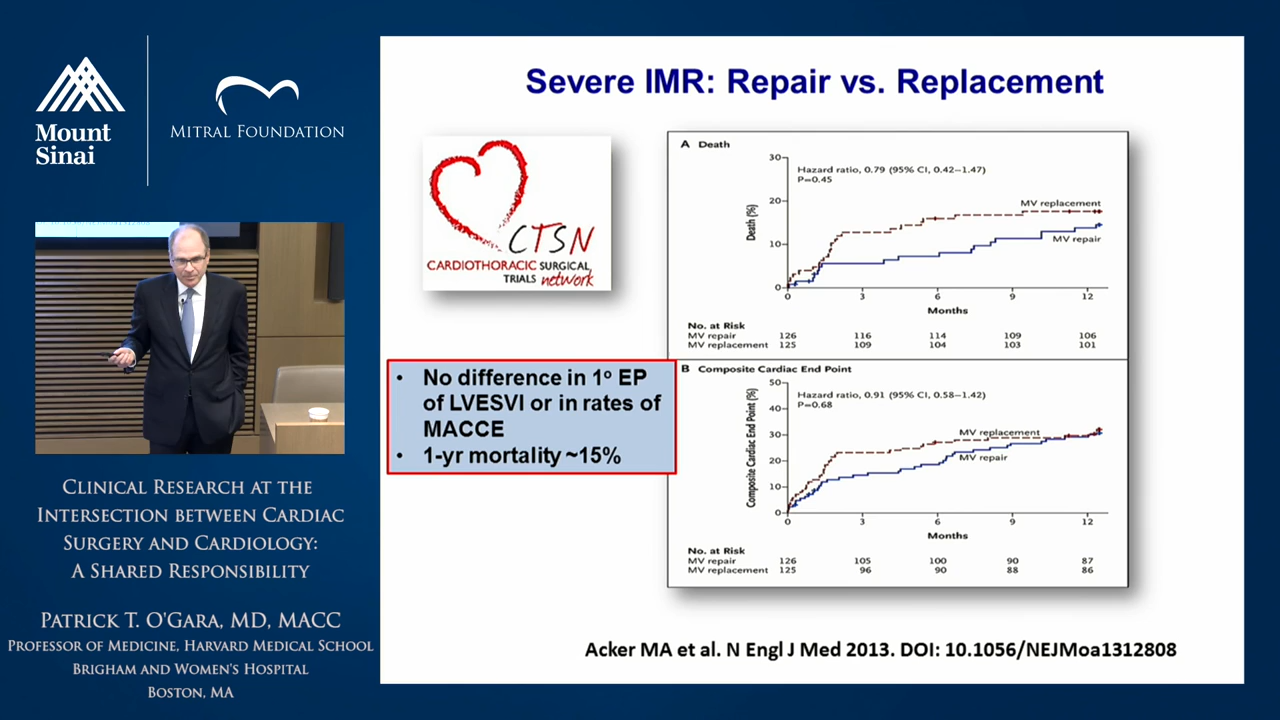 Mount
Sinai
MITRAL FOUNDATION
CLINICAL RESEARCH AT THE
INTERSECTION BETWEEN CARDIAC
SURGERY AND CARDIOLOGY:
A SHARED RESPONSIBILITY
PATRICK T. O'GARA, MD, MACC
PROFESSOR OF MEDICINE, HARVARD MEDICAL SCHOOL
BRIGHAM AND WOMEN'S HOSPITAL
BOSTON, MA
Severe IMR: Repair vs. Replacement
CTSN
CARDIOTHORACIC SURGICAL
TRIALS network
• No difference in 1º EP
of LVESVI or in rates of
MACCE
• 1-yr mortality ~15%
A Death
Hazard ratio, 0.79 (95% CI, 0.42–1.47)
P=0.45
Death (%)
30
20
10
0
MV replacement
MV repair
0 3 6 9 12
Months
No. at Risk
MV repair 126 116 114 109 106
MV replacement 125 109 104 103 101
B Composite Cardiac End Point
Hazard ratio, 0.91 (95% CI, 0.58–1.42)
P=0.68
Composite Cardiac End Point (%)
50
40
30
20
10
0
MV replacement
MV repair
0 3 6 9 12
Months
No. at Risk
MV repair 126 105 100 90 87
MV replacement 125 96 90 88 86
Acker MA et al. N Engl J Med 2013. DOI: 10.1056/NEJMoa1312808